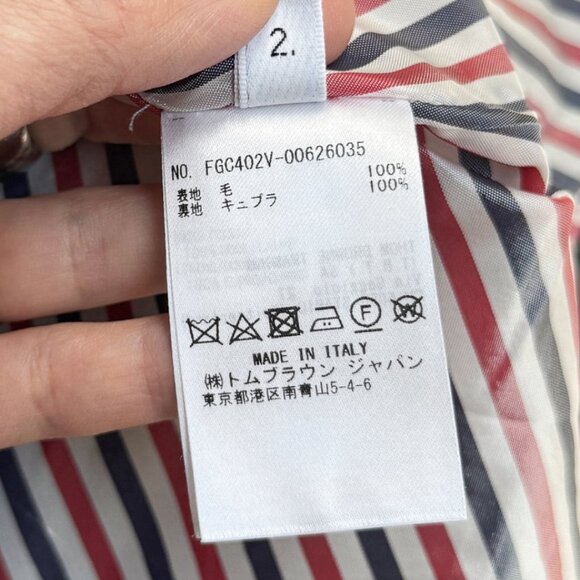 2.
NO. FGC402V-00626035
表地 毛 100%
裏地 キュプラ 100%
MADE IN ITALY
㈱トムブラウン ジャパン
東京都港区南青山5-4-6